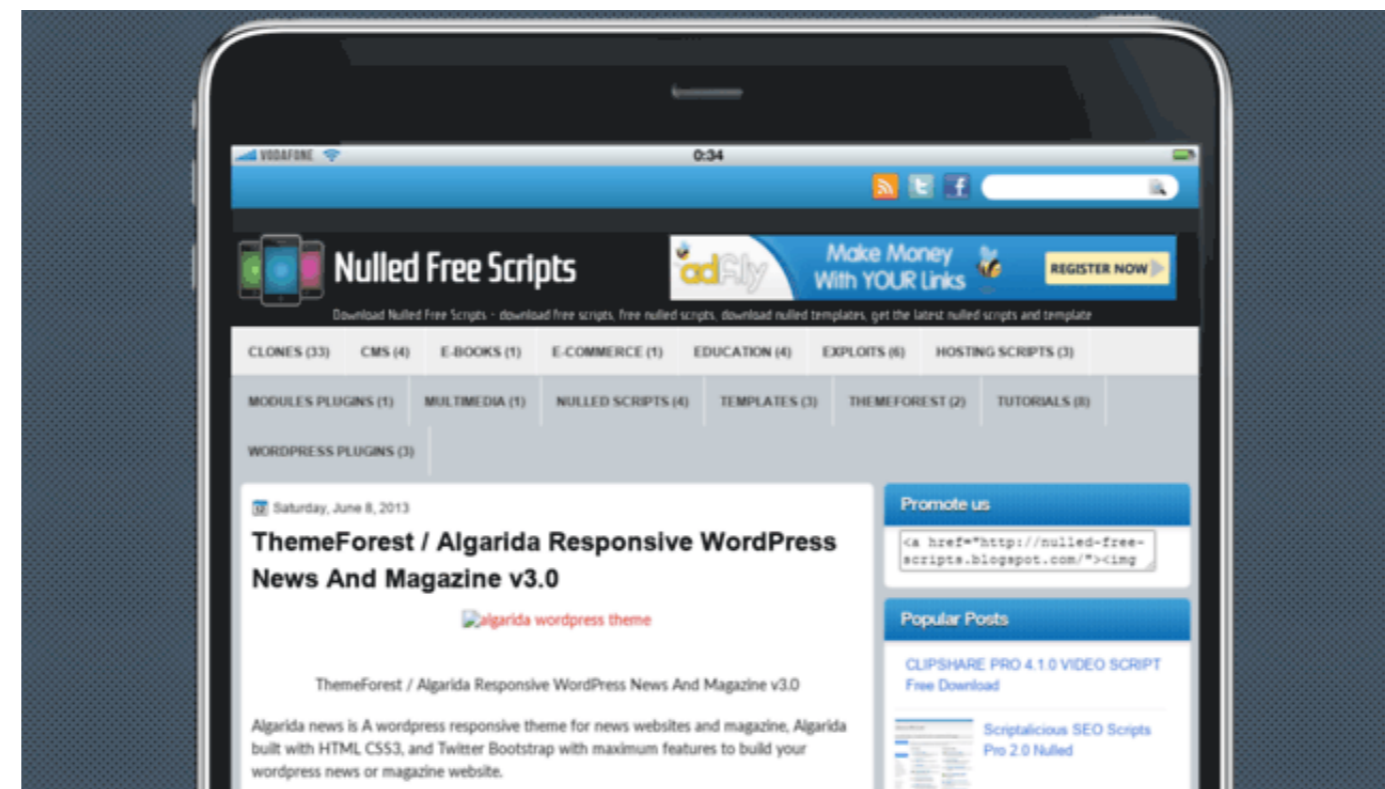 VODAFONE 0:34
Nulled Free Scripts
adfly
Make Money
With YOUR Links
REGISTER NOW
Download Nulled Free Scripts - download free scripts, free nulled scripts, download nulled templates, get the latest nulled scripts and template
CLONES (33) CMS (4) E-BOOKS (1) E-COMMERCE (1) EDUCATION (4) EXPLOITS (6) HOSTING SCRIPTS (3)
MODULES PLUGINS (1) MULTIMEDIA (1) NULLED SCRIPTS (4) TEMPLATES (3) THEMEFOREST (2) TUTORIALS (8)
WORDPRESS PLUGINS (3)
12 Saturday, June 8, 2013
ThemeForest / Algarida Responsive WordPress
News And Magazine v3.0
algarida wordpress theme
ThemeForest / Algarida Responsive WordPress News And Magazine v3.0
Algarida news is A wordpress responsive theme for news websites and magazine, Algarida
built with HTML CSS3, and Twitter Bootstrap with maximum features to build your
wordpress news or magazine website.
Promote us
<a href="http://nulled-free-
scripts.blogspot.com/"><img
Popular Posts
CLIPSHARE PRO 4.1.0 VIDEO SCRIPT
Free Download
Scriptalicious SEO Scripts
Pro 2.0 Nulled